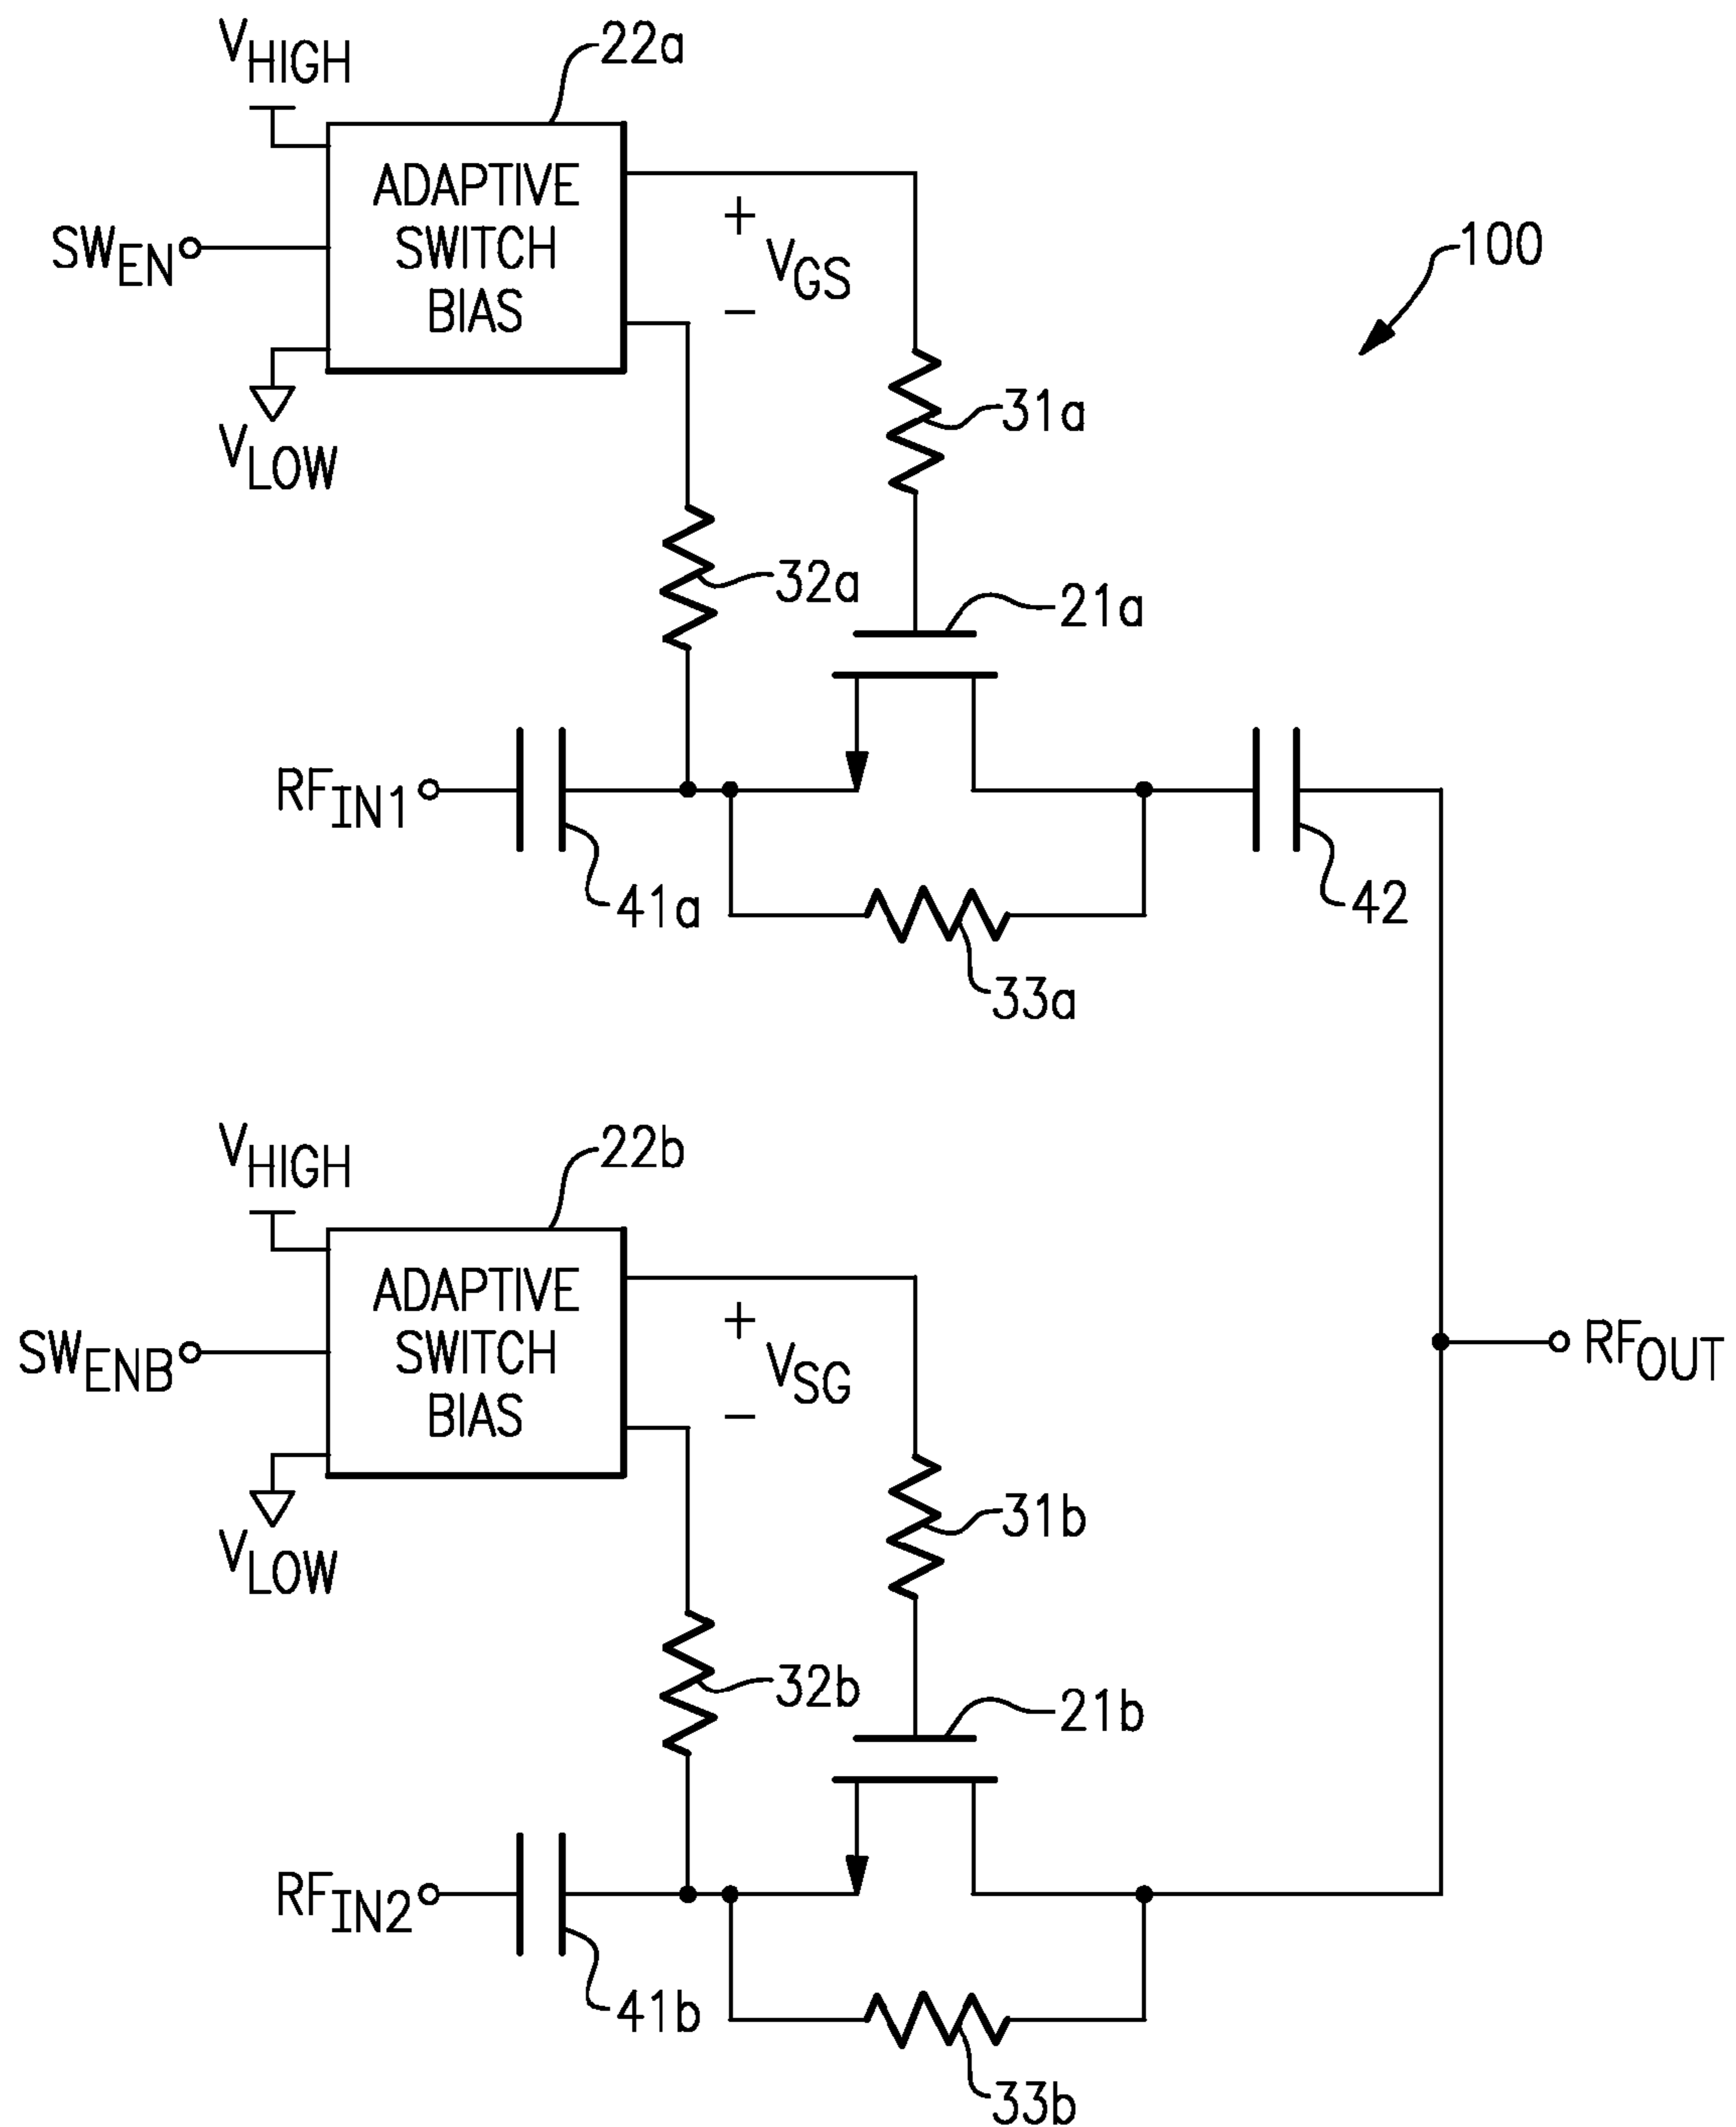 V_HIGH
22a
ADAPTIVE
SWITCH
BIAS
SW_EN
+
V_GS
−
100
V_LOW
31a
32a
21a
RF_IN1
41a
42
33a
V_HIGH
22b
ADAPTIVE
SWITCH
BIAS
SW_ENB
+
V_SG
−
RF_OUT
V_LOW
31b
32b
21b
RF_IN2
41b
33b